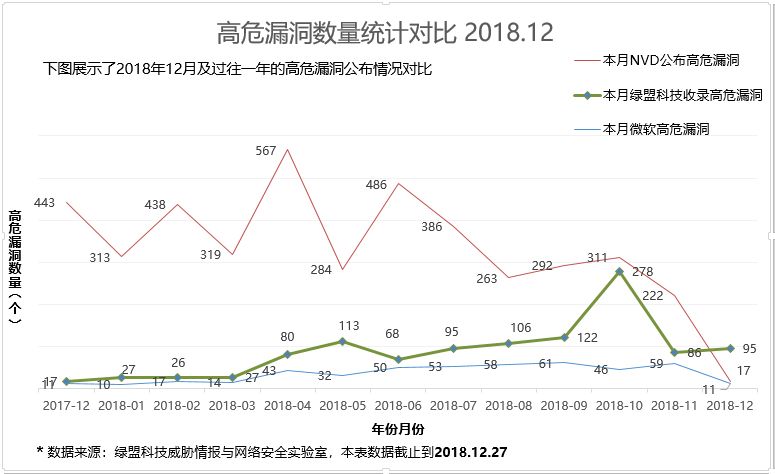 高危漏洞数量统计对比 2018.12
下图展示了2018年12月及过往一年的高危漏洞公布情况对比
本月NVD公布高危漏洞
本月绿盟科技收录高危漏洞
本月微软高危漏洞
高危漏洞数量（个）
443 313 438 319 567 284 486 386 263 292 311 222 17
17 27 26 27 80 113 68 95 106 122 278 86 95
11 10 17 14 43 32 50 53 58 61 46 59 11
2017-12 2018-01 2018-02 2018-03 2018-04 2018-05 2018-06 2018-07 2018-08 2018-09 2018-10 2018-11 2018-12
年份月份
* 数据来源：绿盟科技威胁情报与网络安全实验室，本表数据截止到2018.12.27